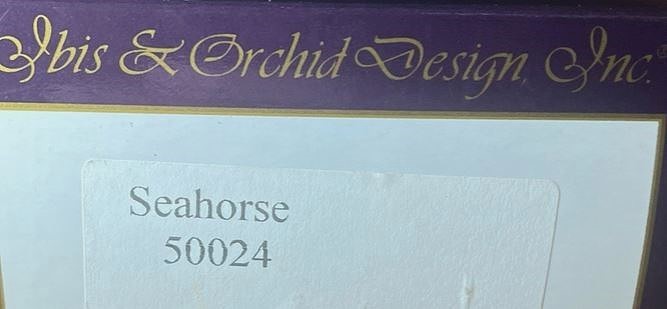 Ibis & Orchid Design, Inc.
Seahorse
50024